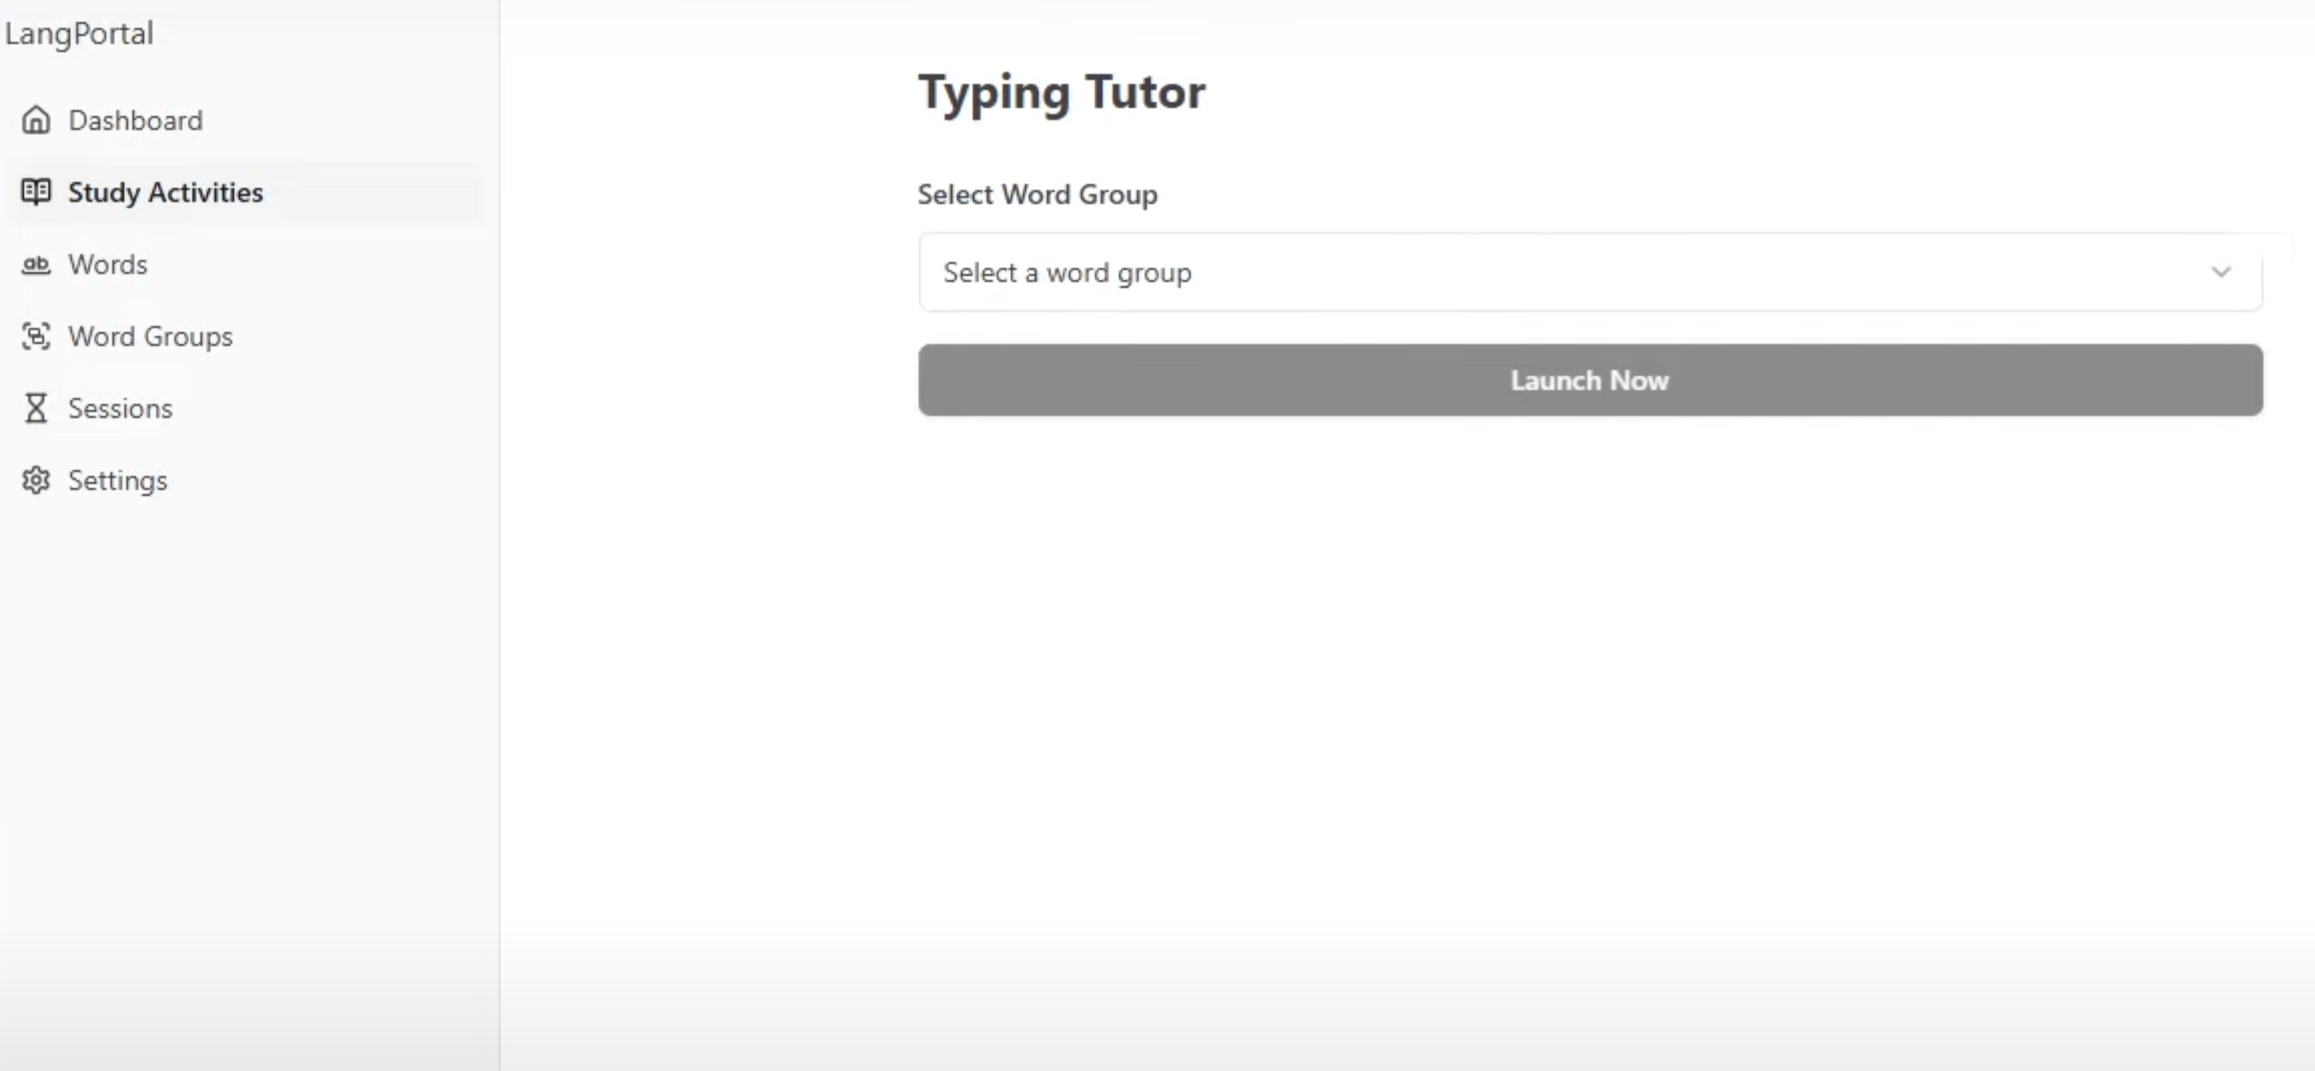 LangPortal
Dashboard
Study Activities
Words
Word Groups
Sessions
Settings
Typing Tutor
Select Word Group
Select a word group
Launch Now